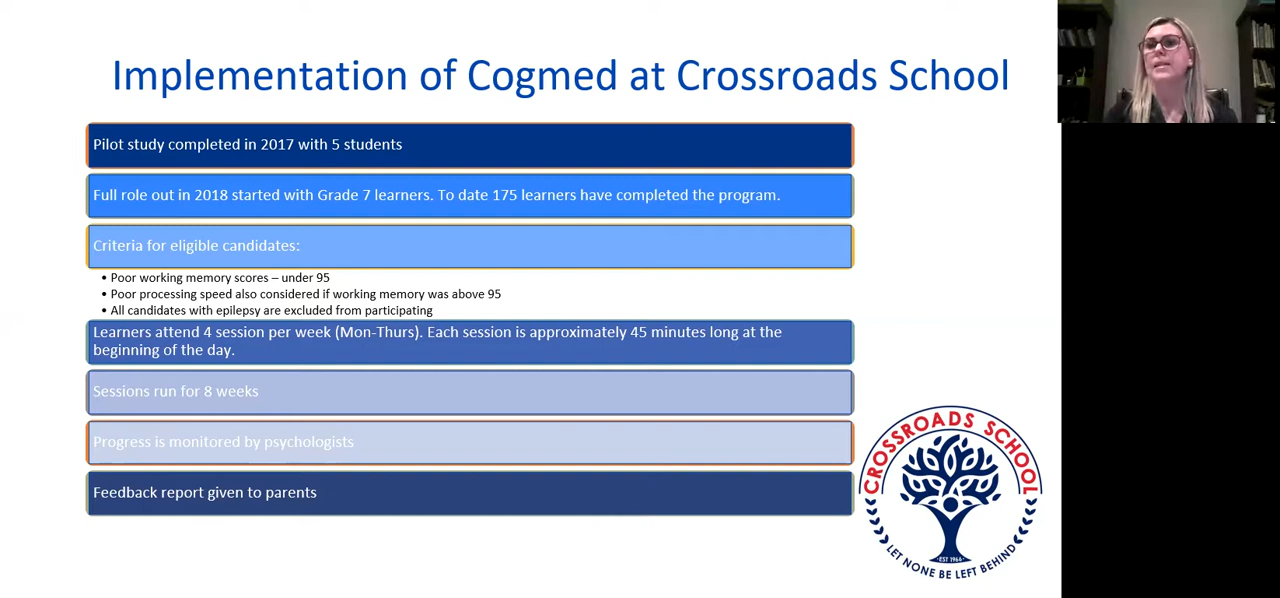 Implementation of Cogmed at Crossroads School
Pilot study completed in 2017 with 5 students
Full role out in 2018 started with Grade 7 learners. To date 175 learners have completed the program.
Criteria for eligible candidates:
• Poor working memory scores – under 95
• Poor processing speed also considered if working memory was above 95
• All candidates with epilepsy are excluded from participating
Learners attend 4 session per week (Mon-Thurs). Each session is approximately 45 minutes long at the
beginning of the day.
Sessions run for 8 weeks
Progress is monitored by psychologists
Feedback report given to parents
CROSSROADS SCHOOL
EST 1964
LET NONE BE LEFT BEHIND